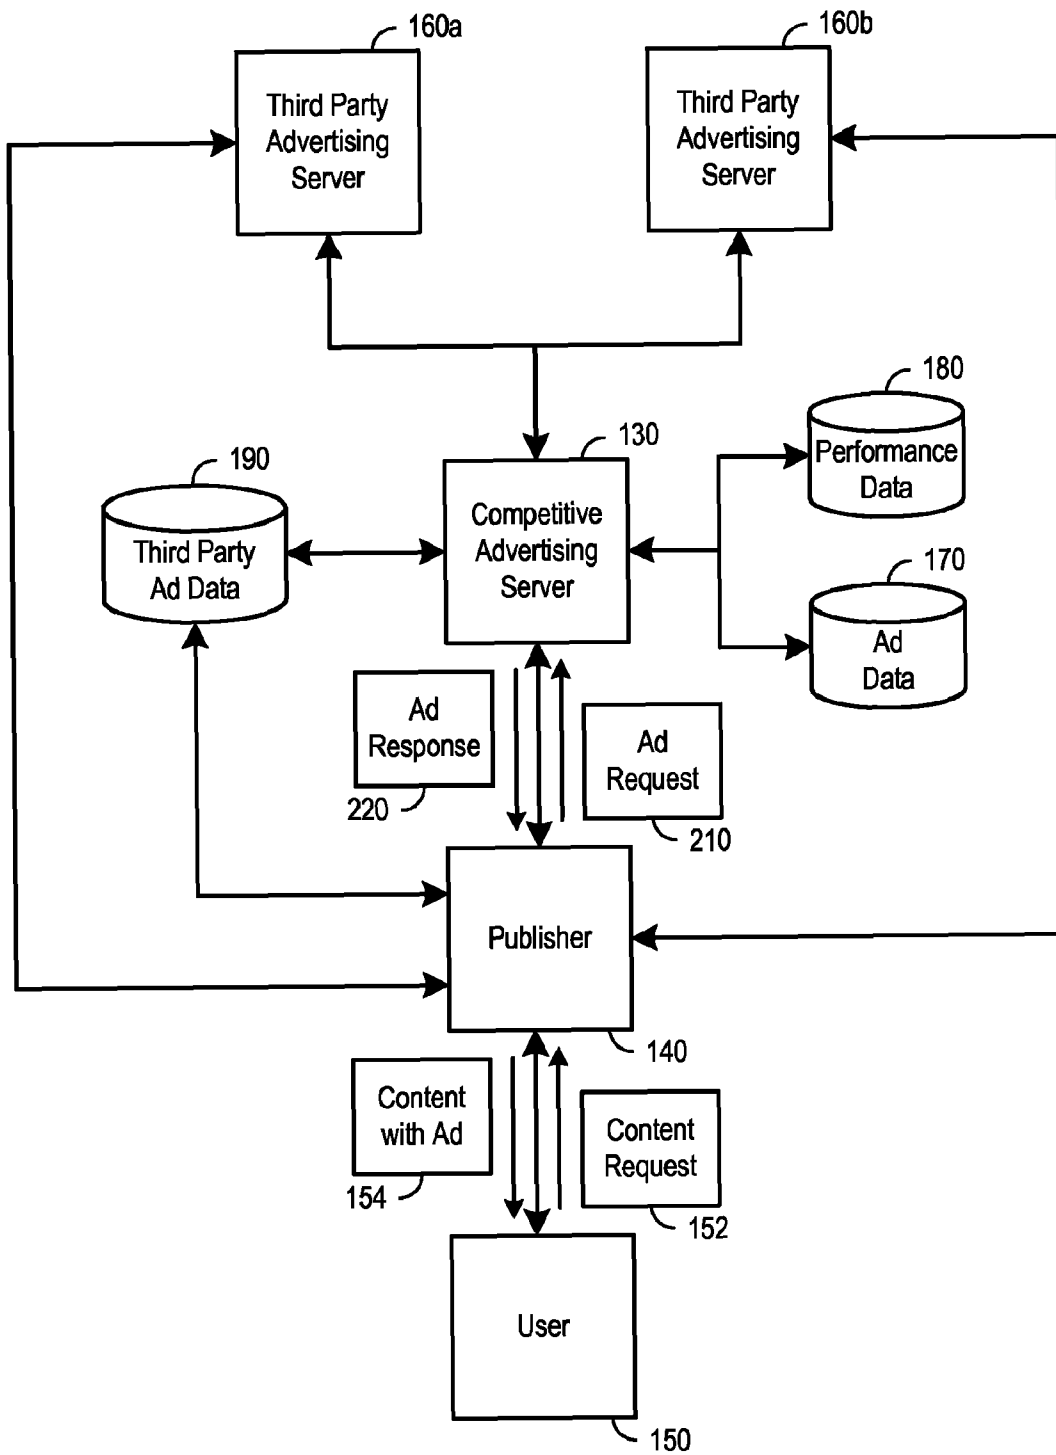 160a
160b
Third Party
Advertising
Server
Third Party
Advertising
Server
180
Performance
Data
130
190
Competitive
Advertising
Server
Third Party
Ad Data
170
Ad
Data
Ad
Response
220
Ad
Request
210
Publisher
140
Content
with Ad
154
Content
Request
152
User
150